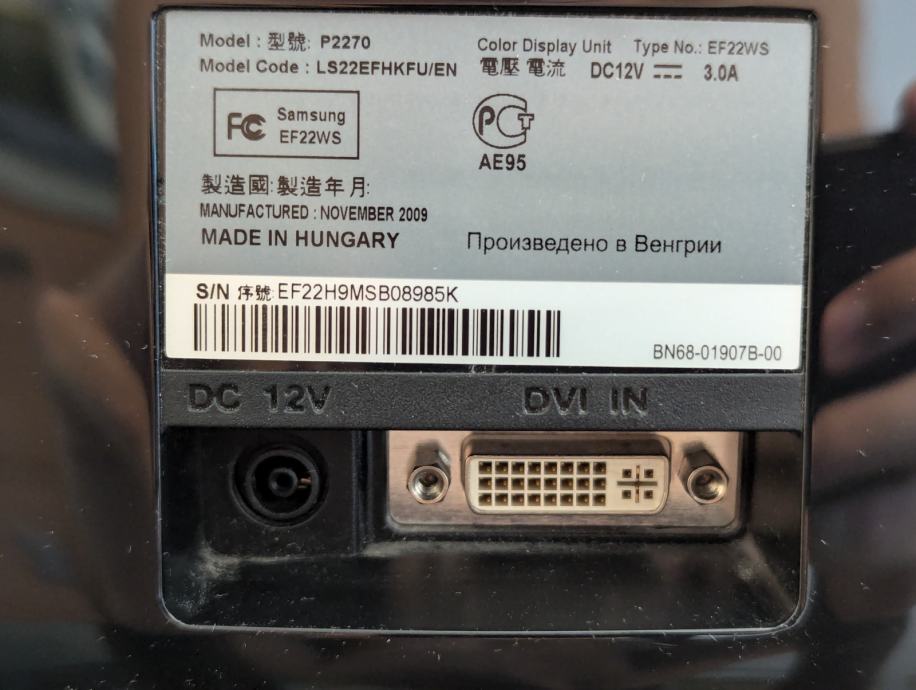 Model : 型號: P2270
Color Display Unit Type No.: EF22WS
Model Code : LS22EFHKFU/EN
電壓 電流 DC12V 3.0A
FC Samsung
EF22WS
РСТ
AE95
製造國: 製造年月:
MANUFACTURED : NOVEMBER 2009
MADE IN HUNGARY
Произведено в Венгрии
S/N 序號: EF22H9MSB08985K
BN68-01907B-00
DC 12V
DVI IN